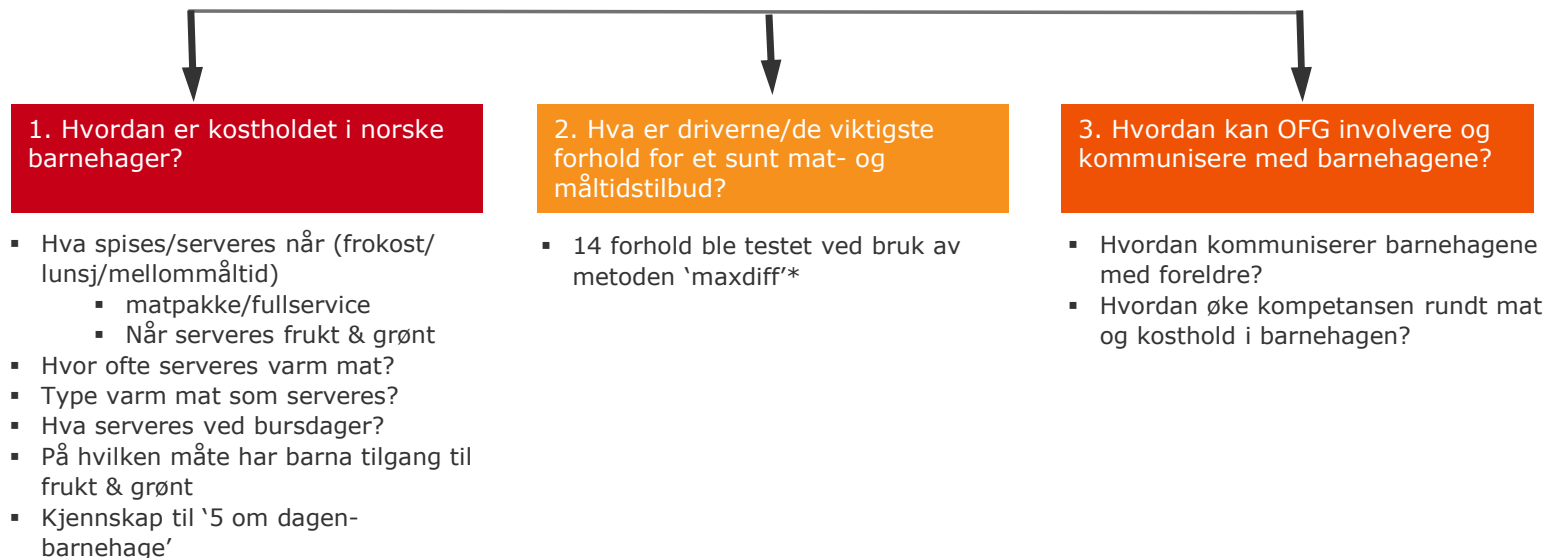 1. Hvordan er kostholdet i norske
barnehager?
▪ Hva spises/serveres når (frokost/
lunsj/mellommåltid)
▪ matpakke/fullservice
▪ Når serveres frukt & grønt
▪ Hvor ofte serveres varm mat?
▪ Type varm mat som serveres?
▪ Hva serveres ved bursdager?
▪ På hvilken måte har barna tilgang til
frukt & grønt
▪ Kjennskap til ‘5 om dagen-
barnehage’
2. Hva er driverne/de viktigste
forhold for et sunt mat- og
måltidstilbud?
▪ 14 forhold ble testet ved bruk av
metoden ‘maxdiff’*
3. Hvordan kan OFG involvere og
kommunisere med barnehagene?
▪ Hvordan kommuniserer barnehagene
med foreldre?
▪ Hvordan øke kompetansen rundt mat
og kosthold i barnehagen?